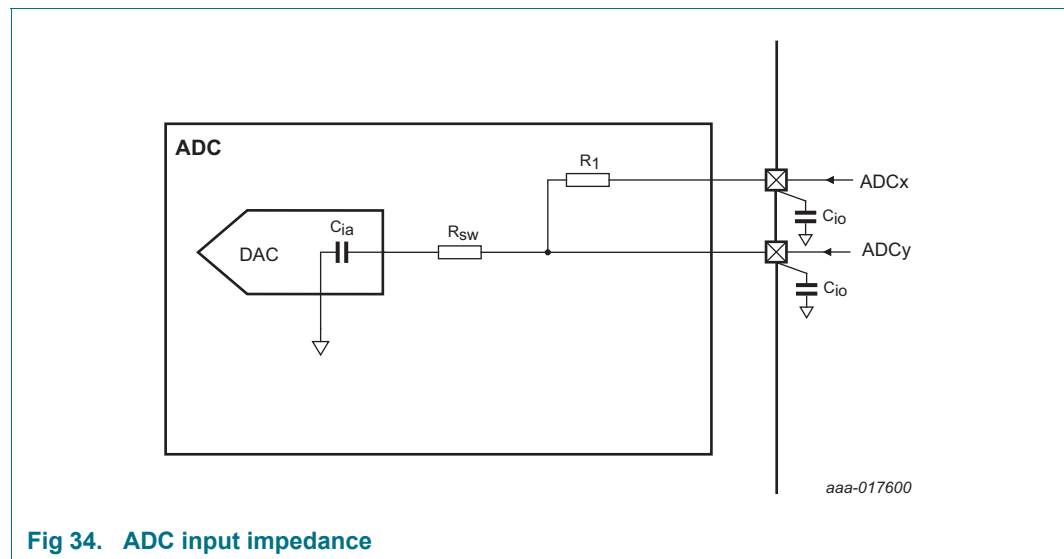 ADC
R1
ADCx
Cio
Cia
Rsw
DAC
ADCy
Cio
aaa-017600
Fig 34. ADC input impedance